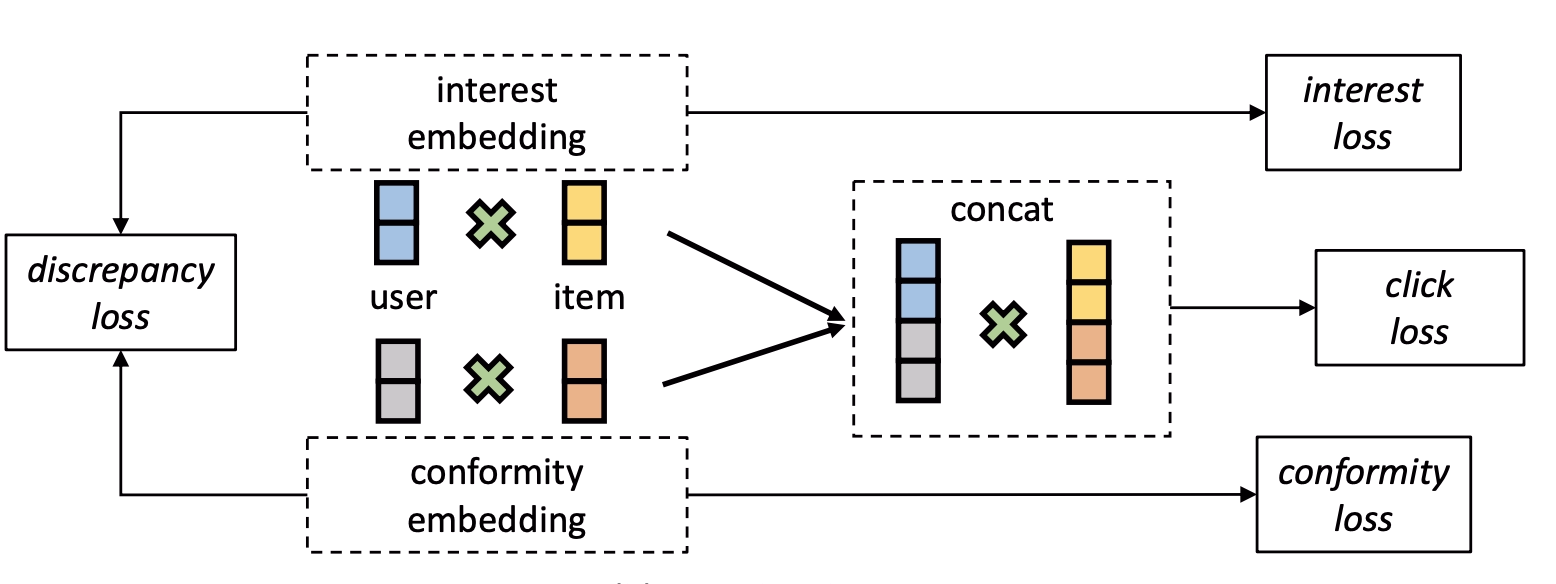 interest
embedding
interest
loss
concat
discrepancy
loss
user
item
click
loss
conformity
embedding
conformity
loss